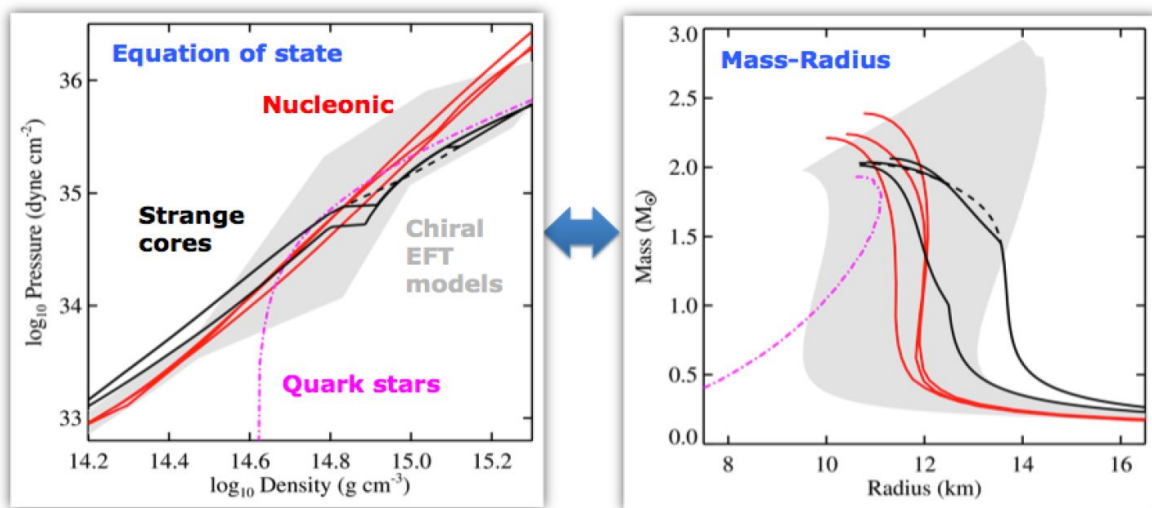 Equation of state
Nucleonic
Strange
cores
Chiral
EFT
models
Quark stars
log₁₀ Pressure (dyne cm⁻²)
36
35
34
33
14.2 14.4 14.6 14.8 15.0 15.2
log₁₀ Density (g cm⁻³)
Mass-Radius
Mass (M☉)
3.0
2.5
2.0
1.5
1.0
0.5
0.0
8 10 12 14 16
Radius (km)